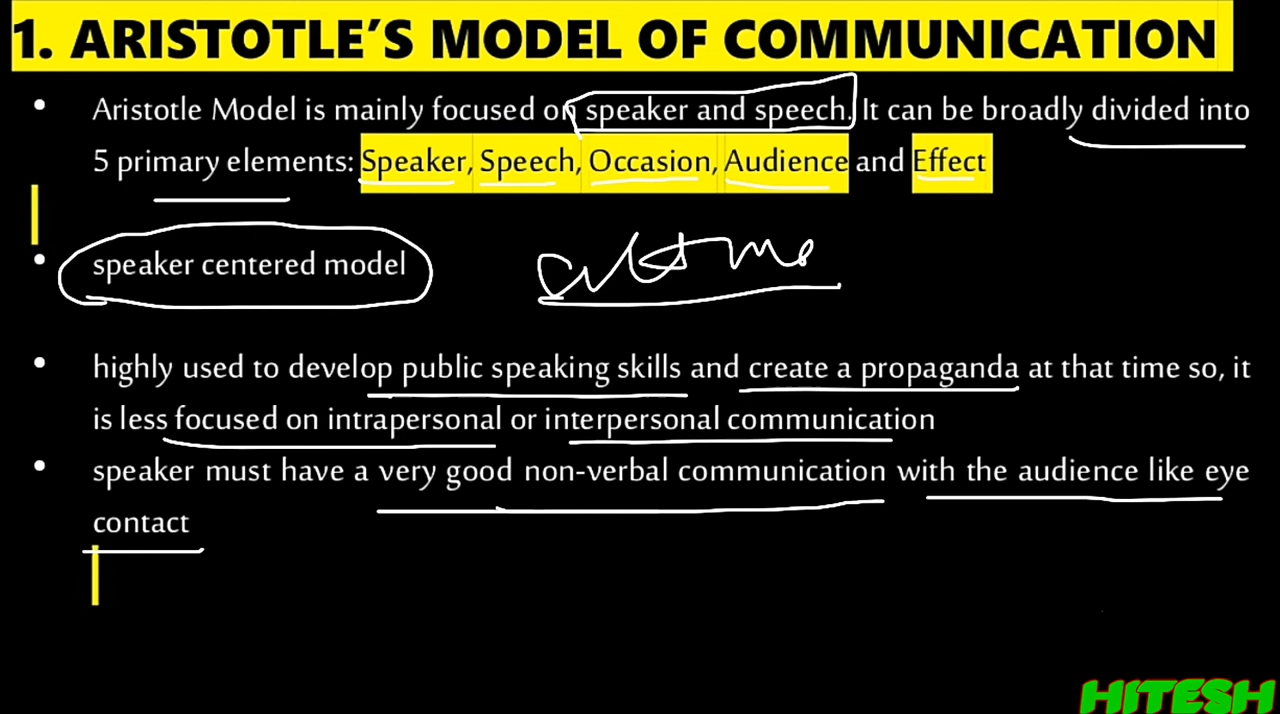 1. ARISTOTLE’S MODEL OF COMMUNICATION
• Aristotle Model is mainly focused on speaker and speech. It can be broadly divided into
5 primary elements: Speaker, Speech, Occasion, Audience and Effect
• speaker centered model
• highly used to develop public speaking skills and create a propaganda at that time so, it
is less focused on intrapersonal or interpersonal communication
• speaker must have a very good non-verbal communication with the audience like eye
contact
HITESH